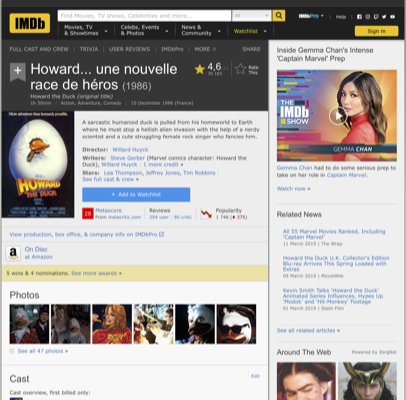 IMDb
Find Movies, TV shows, Celebrities and more...
All
IMDbPro
Help
Movies, TV & Showtimes
Celebs, Events & Photos
News & Community
Watchlist
Sign in
FULL CAST AND CREW | TRIVIA | USER REVIEWS | IMDbPro | MORE
SHARE
Howard... une nouvelle race de héros (1986)
Howard the Duck (original title)
4,6
Rate This
1h 50min | Action, Adventure, Comedy | 10 December 1986 (France)
HOWARD THE DUCK
A sarcastic humanoid duck is pulled from his homeworld to Earth
where he must stop a hellish alien invasion with the help of a nerdy
scientist and a cute struggling female rock singer who fancies him.
Director: Willard Huyck
Writers: Steve Gerber (Marvel comics character: Howard the
Duck), Willard Huyck | 1 more credit »
Stars: Lea Thompson, Jeffrey Jones, Tim Robbins |
See full cast & crew »
+ Add to Watchlist
28
Metascore
From metacritic.com
Reviews
284 user | 90 critic
Popularity
View production, box office, & company info on IMDbPro
On Disc
at Amazon
5 wins & 4 nominations. See more awards »
Photos
See all 47 photos »
Cast
Edit
Cast overview, first billed only:
Inside Gemma Chan's Intense
'Captain Marvel' Prep
THE IMDb SHOW
GEMMA CHAN
Gemma Chan had to do some serious prep to
take on her role in Captain Marvel.
Watch now »
Related News
All 55 Marvel Movies Ranked, Including
'Captain Marvel'
11 March 2019 | The Wrap
Howard the Duck U.K. Collector's Edition
Blu-ray Arrives This Spring Loaded with
Extras
09 March 2019 | MovieWeb
Kevin Smith Talks 'Howard the Duck'
Animated Series Influences, Hypes Up
'Modok' and 'Hit-Monkey' Footage
01 March 2019 | Slash Film
See all related articles »
Around The Web
Powered by ZergNet